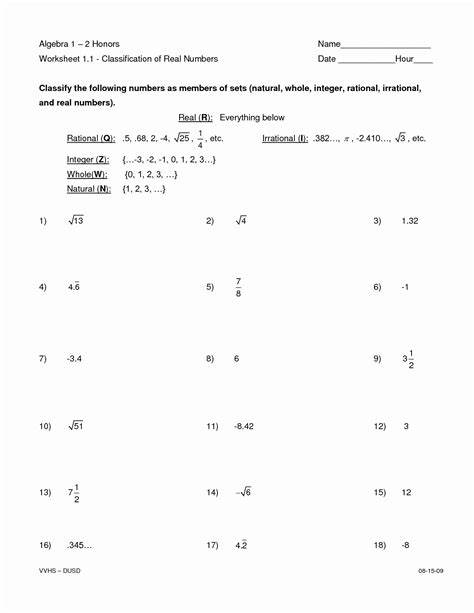 Algebra 1 – 2 Honors Name____________________
Worksheet 1.1 - Classification of Real Numbers Date ___________Hour____
Classify the following numbers as members of sets (natural, whole, integer, rational, irrational,
and real numbers).
Real (R): Everything below
Rational (Q): .5, .68, 2, -4, √25, 1/4, etc. Irrational (I): .382…, π, -2.410…, √3, etc.
Integer (Z): {…-3, -2, -1, 0, 1, 2, 3…}
Whole(W): {0, 1, 2, 3, …}
Natural (N): {1, 2, 3, …}
1) √13 2) √4 3) 1.32
4) 4.6̅ 5) 7/8 6) -1
7) -3.4 8) 6 9) 3 1/2
10) √51 11) -8.42 12) 3
13) 7 1/2 14) −√6 15) 12
16) .345… 17) 4.2̅ 18) -8
VVHS – DUSD 08-15-09